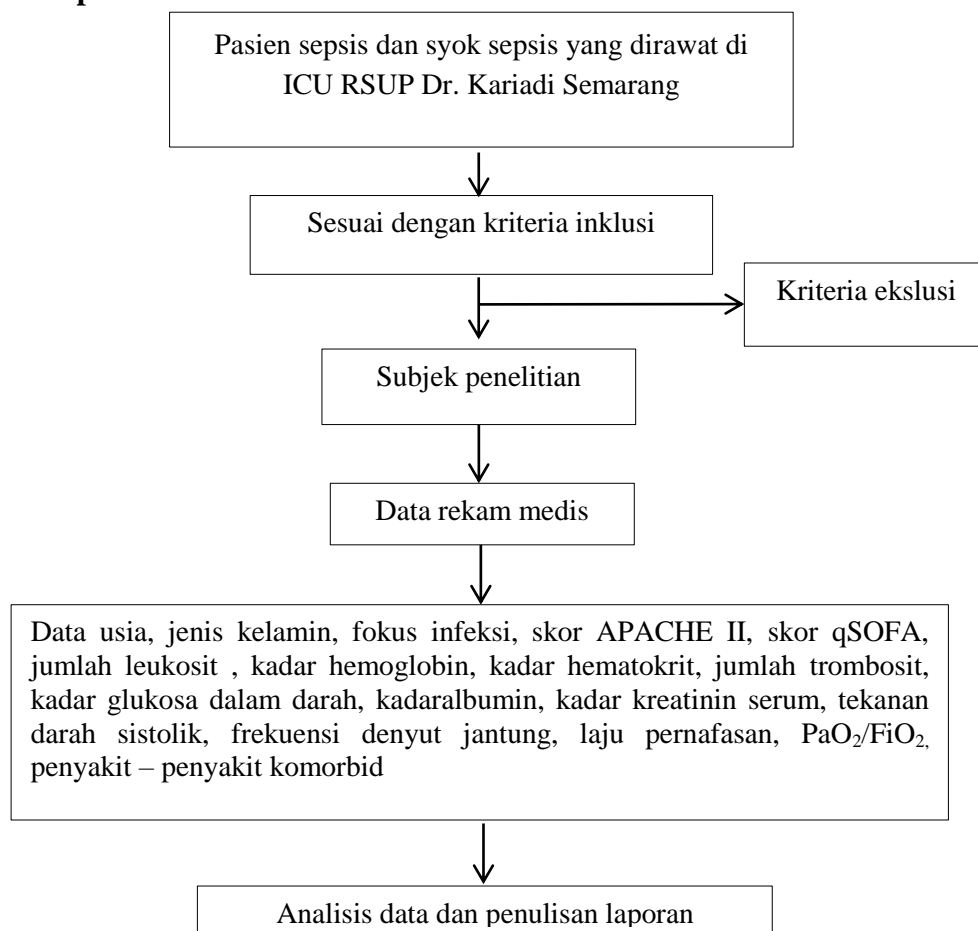 Pasien sepsis dan syok sepsis yang dirawat di
ICU RSUP Dr. Kariadi Semarang
Sesuai dengan kriteria inklusi
Kriteria ekslusi
Subjek penelitian
Data rekam medis
Data usia, jenis kelamin, fokus infeksi, skor APACHE II, skor qSOFA,
jumlah leukosit , kadar hemoglobin, kadar hematokrit, jumlah trombosit,
kadar glukosa dalam darah, kadaralbumin, kadar kreatinin serum, tekanan
darah sistolik, frekuensi denyut jantung, laju pernafasan, PaO₂/FiO₂,
penyakit – penyakit komorbid
Analisis data dan penulisan laporan